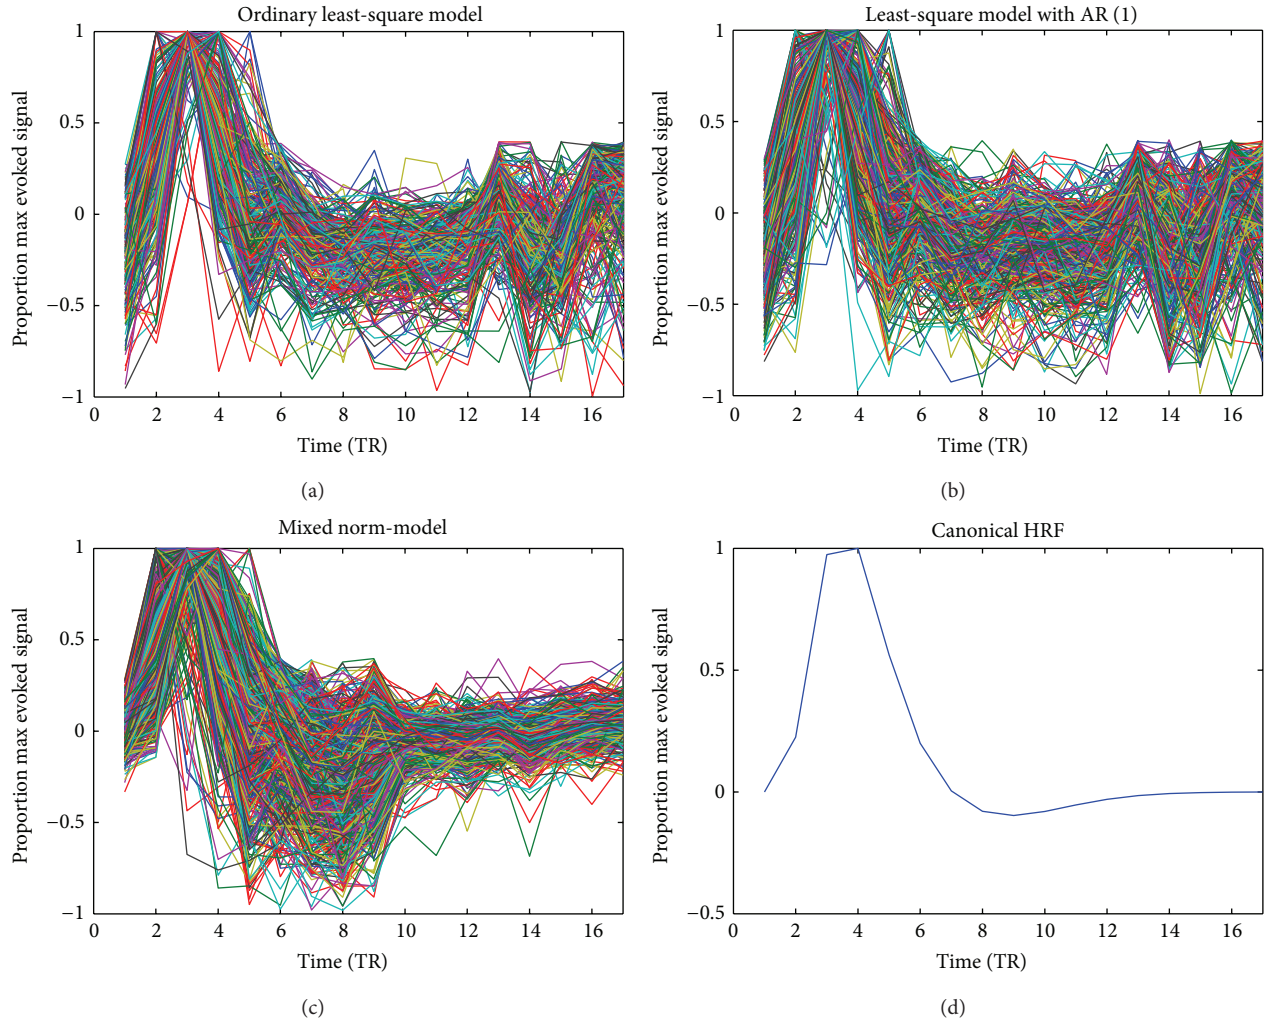 Ordinary least-square model
Proportion max evoked signal
1
0.5
0
−0.5
−1
0 2 4 6 8 10 12 14 16
Time (TR)
(a)
Least-square model with AR (1)
Proportion max evoked signal
1
0.5
0
−0.5
−1
0 2 4 6 8 10 12 14 16
Time (TR)
(b)
Mixed norm-model
Proportion max evoked signal
1
0.5
0
−0.5
−1
0 2 4 6 8 10 12 14 16
Time (TR)
(c)
Canonical HRF
Proportion max evoked signal
1
0.5
0
−0.5
0 2 4 6 8 10 12 14 16
Time (TR)
(d)